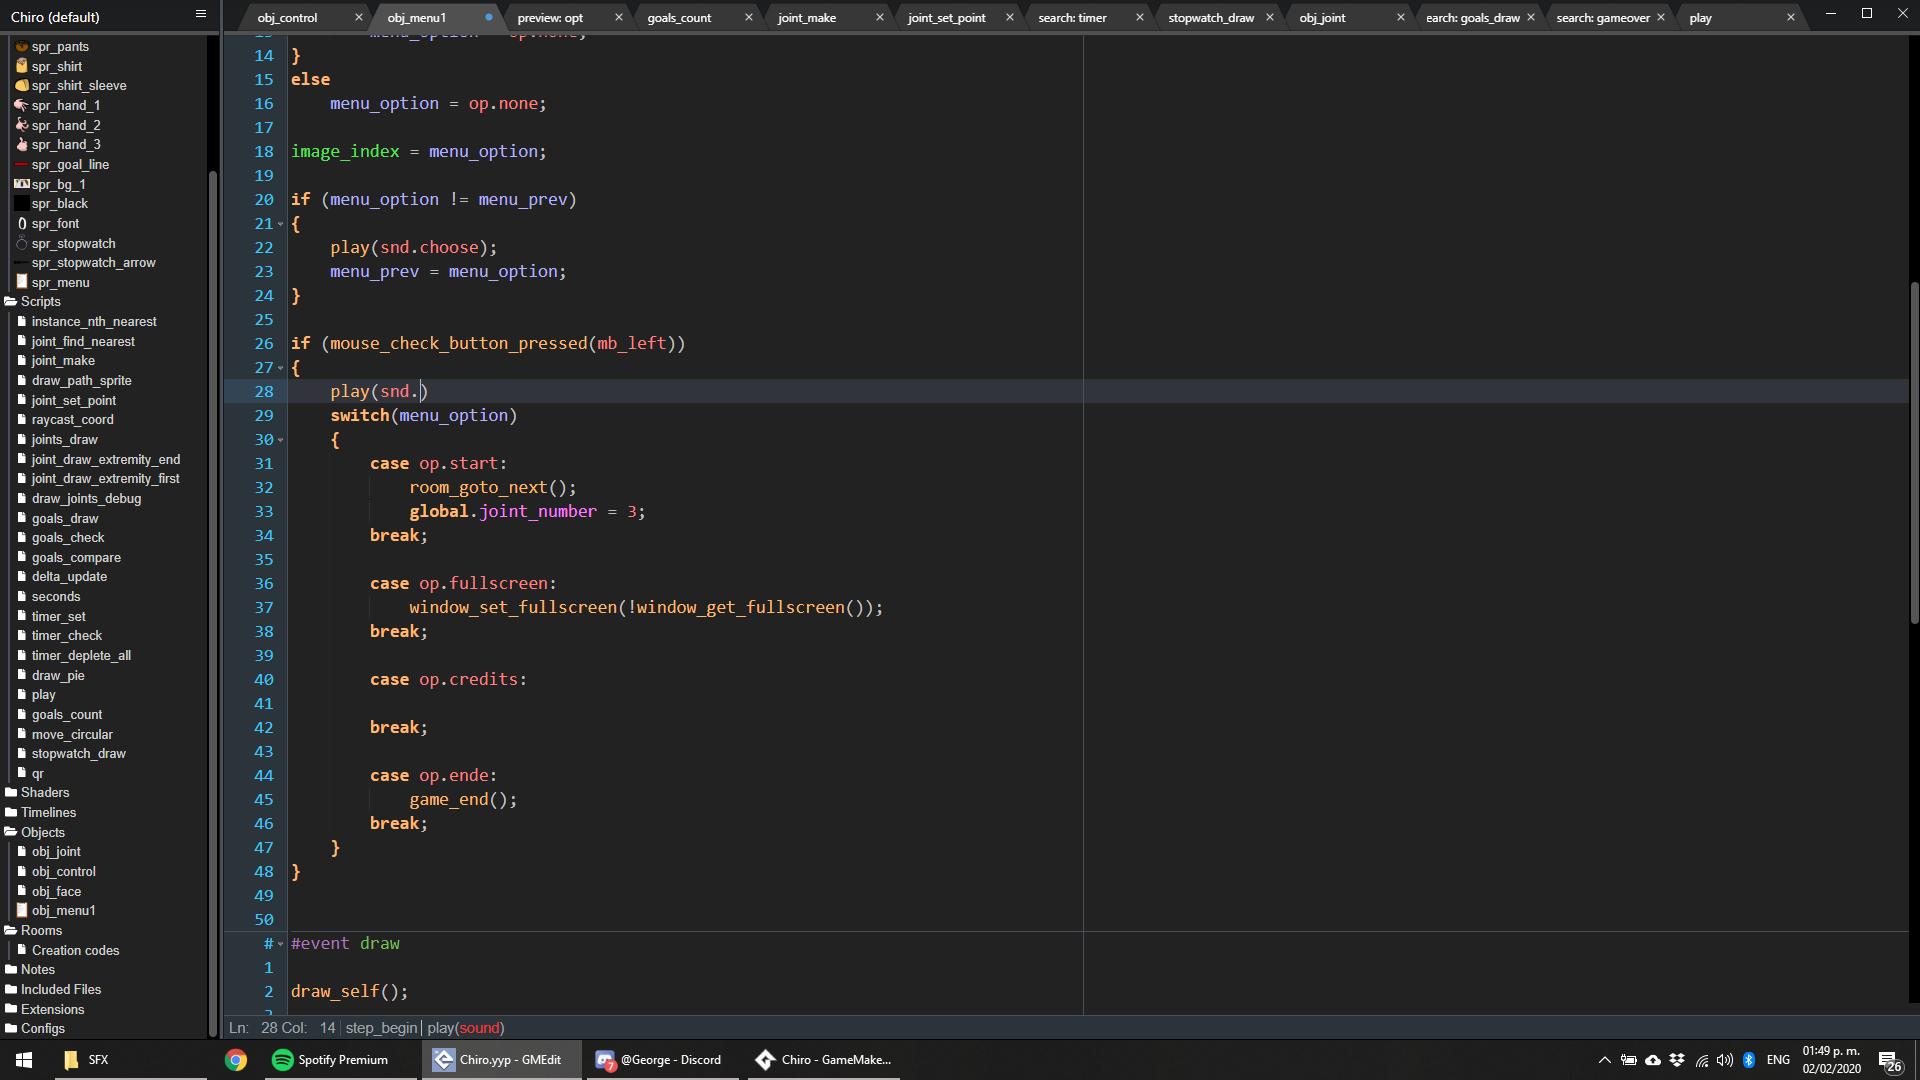 Chiro (default)
obj_control
obj_menu1
preview: opt
goals_count
joint_make
joint_set_point
search: timer
stopwatch_draw
obj_joint
earch: goals_draw
search: gameover
play
spr_pants
spr_shirt
spr_shirt_sleeve
spr_hand_1
spr_hand_2
spr_hand_3
spr_goal_line
spr_bg_1
spr_black
spr_font
spr_stopwatch
spr_stopwatch_arrow
spr_menu
Scripts
instance_nth_nearest
joint_find_nearest
joint_make
draw_path_sprite
joint_set_point
raycast_coord
joints_draw
joint_draw_extremity_end
joint_draw_extremity_first
draw_joints_debug
goals_draw
goals_check
goals_compare
delta_update
seconds
timer_set
timer_check
timer_deplete_all
draw_pie
play
goals_count
move_circular
stopwatch_draw
qr
Shaders
Timelines
Objects
obj_joint
obj_control
obj_face
obj_menu1
Rooms
Creation codes
Notes
Included Files
Extensions
Configs
14 }
15 else
16 menu_option = op.none;
17
18 image_index = menu_option;
19
20 if (menu_option != menu_prev)
21 {
22 play(snd.choose);
23 menu_prev = menu_option;
24 }
25
26 if (mouse_check_button_pressed(mb_left))
27 {
28 play(snd.)
29 switch(menu_option)
30 {
31 case op.start:
32 room_goto_next();
33 global.joint_number = 3;
34 break;
35
36 case op.fullscreen:
37 window_set_fullscreen(!window_get_fullscreen());
38 break;
39
40 case op.credits:
41
42 break;
43
44 case op.ende:
45 game_end();
46 break;
47 }
48 }
49
50
# #event draw
1
2 draw_self();
Ln: 28 Col: 14 step_begin play(sound)
SFX
Spotify Premium
Chiro.yyp - GMEdit
7
@George - Discord
Chiro - GameMake...
ENG
01:49 p. m.
02/02/2020
26